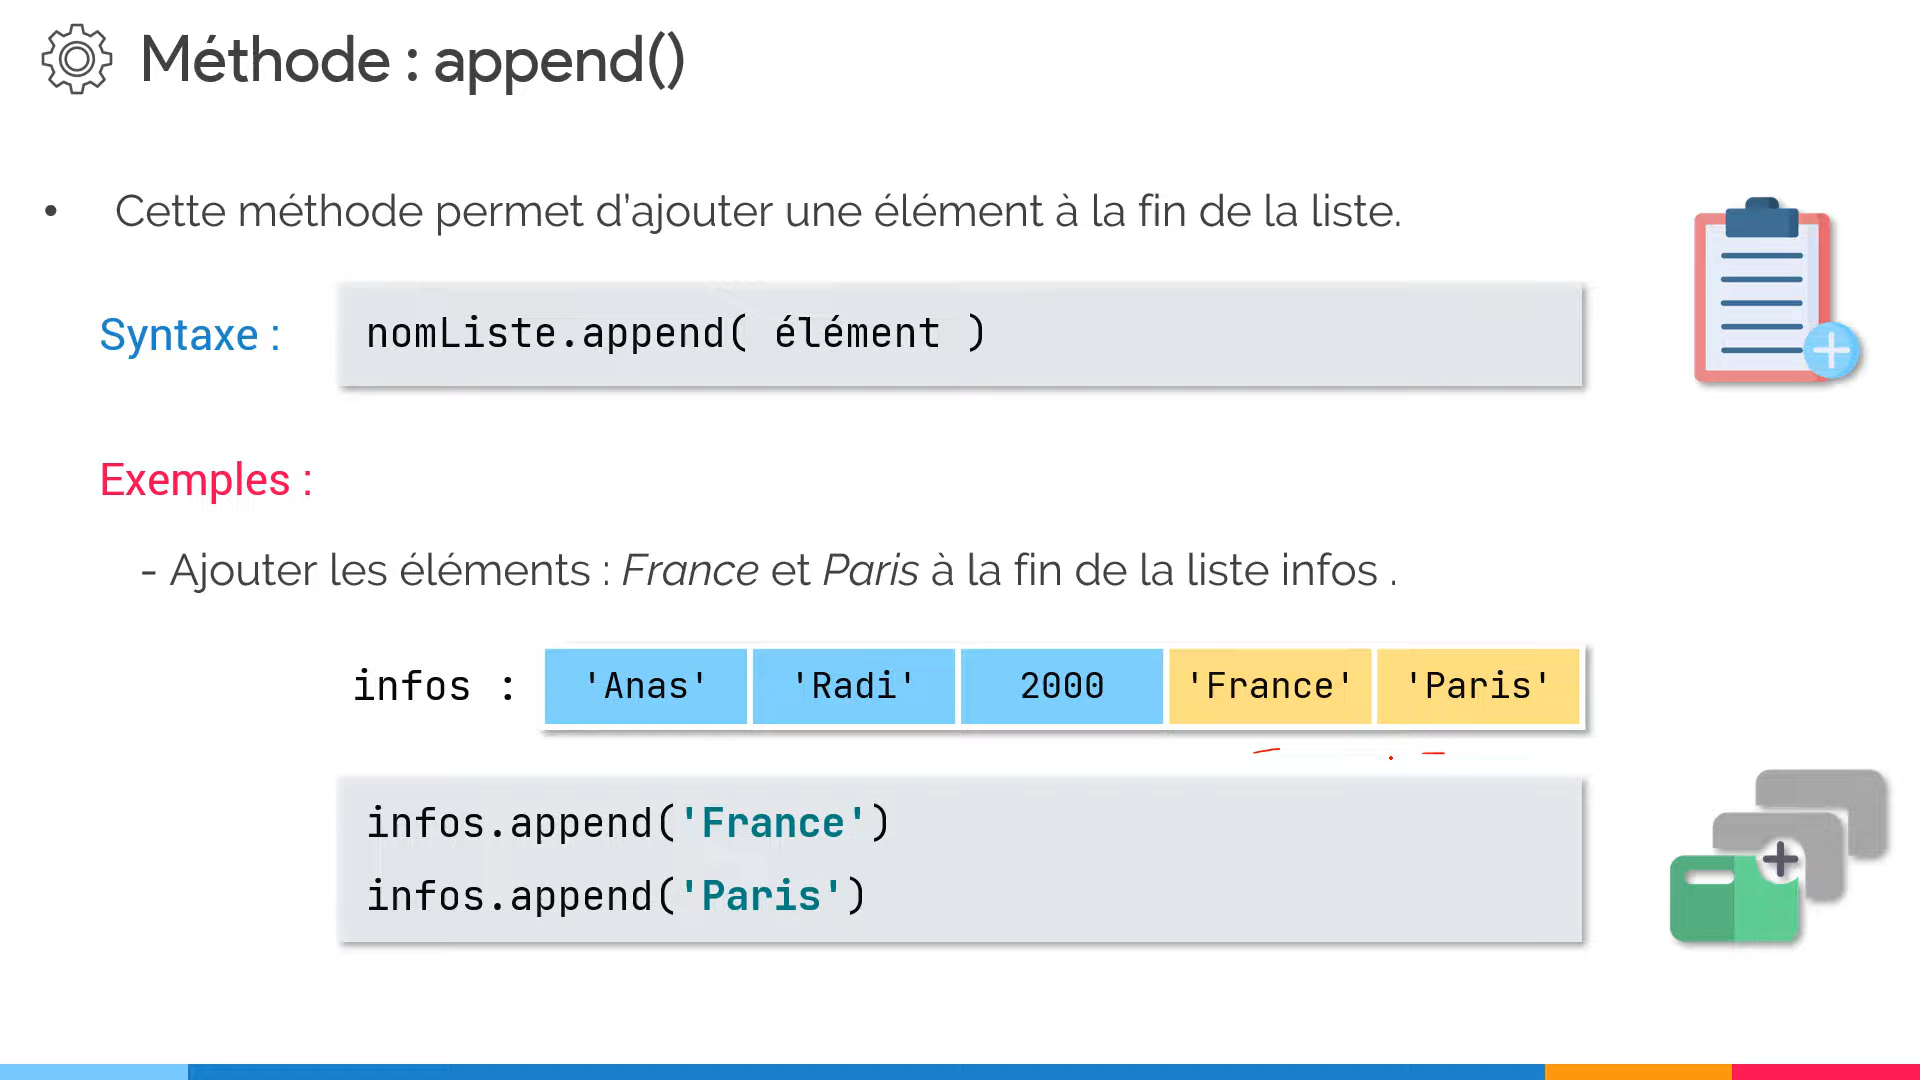 Méthode : append()
• Cette méthode permet d'ajouter une élément à la fin de la liste.
Syntaxe :
nomListe.append( élément )
Exemples :
- Ajouter les éléments : France et Paris à la fin de la liste infos .
infos : 'Anas' 'Radi' 2000 'France' 'Paris'
infos.append('France')
infos.append('Paris')